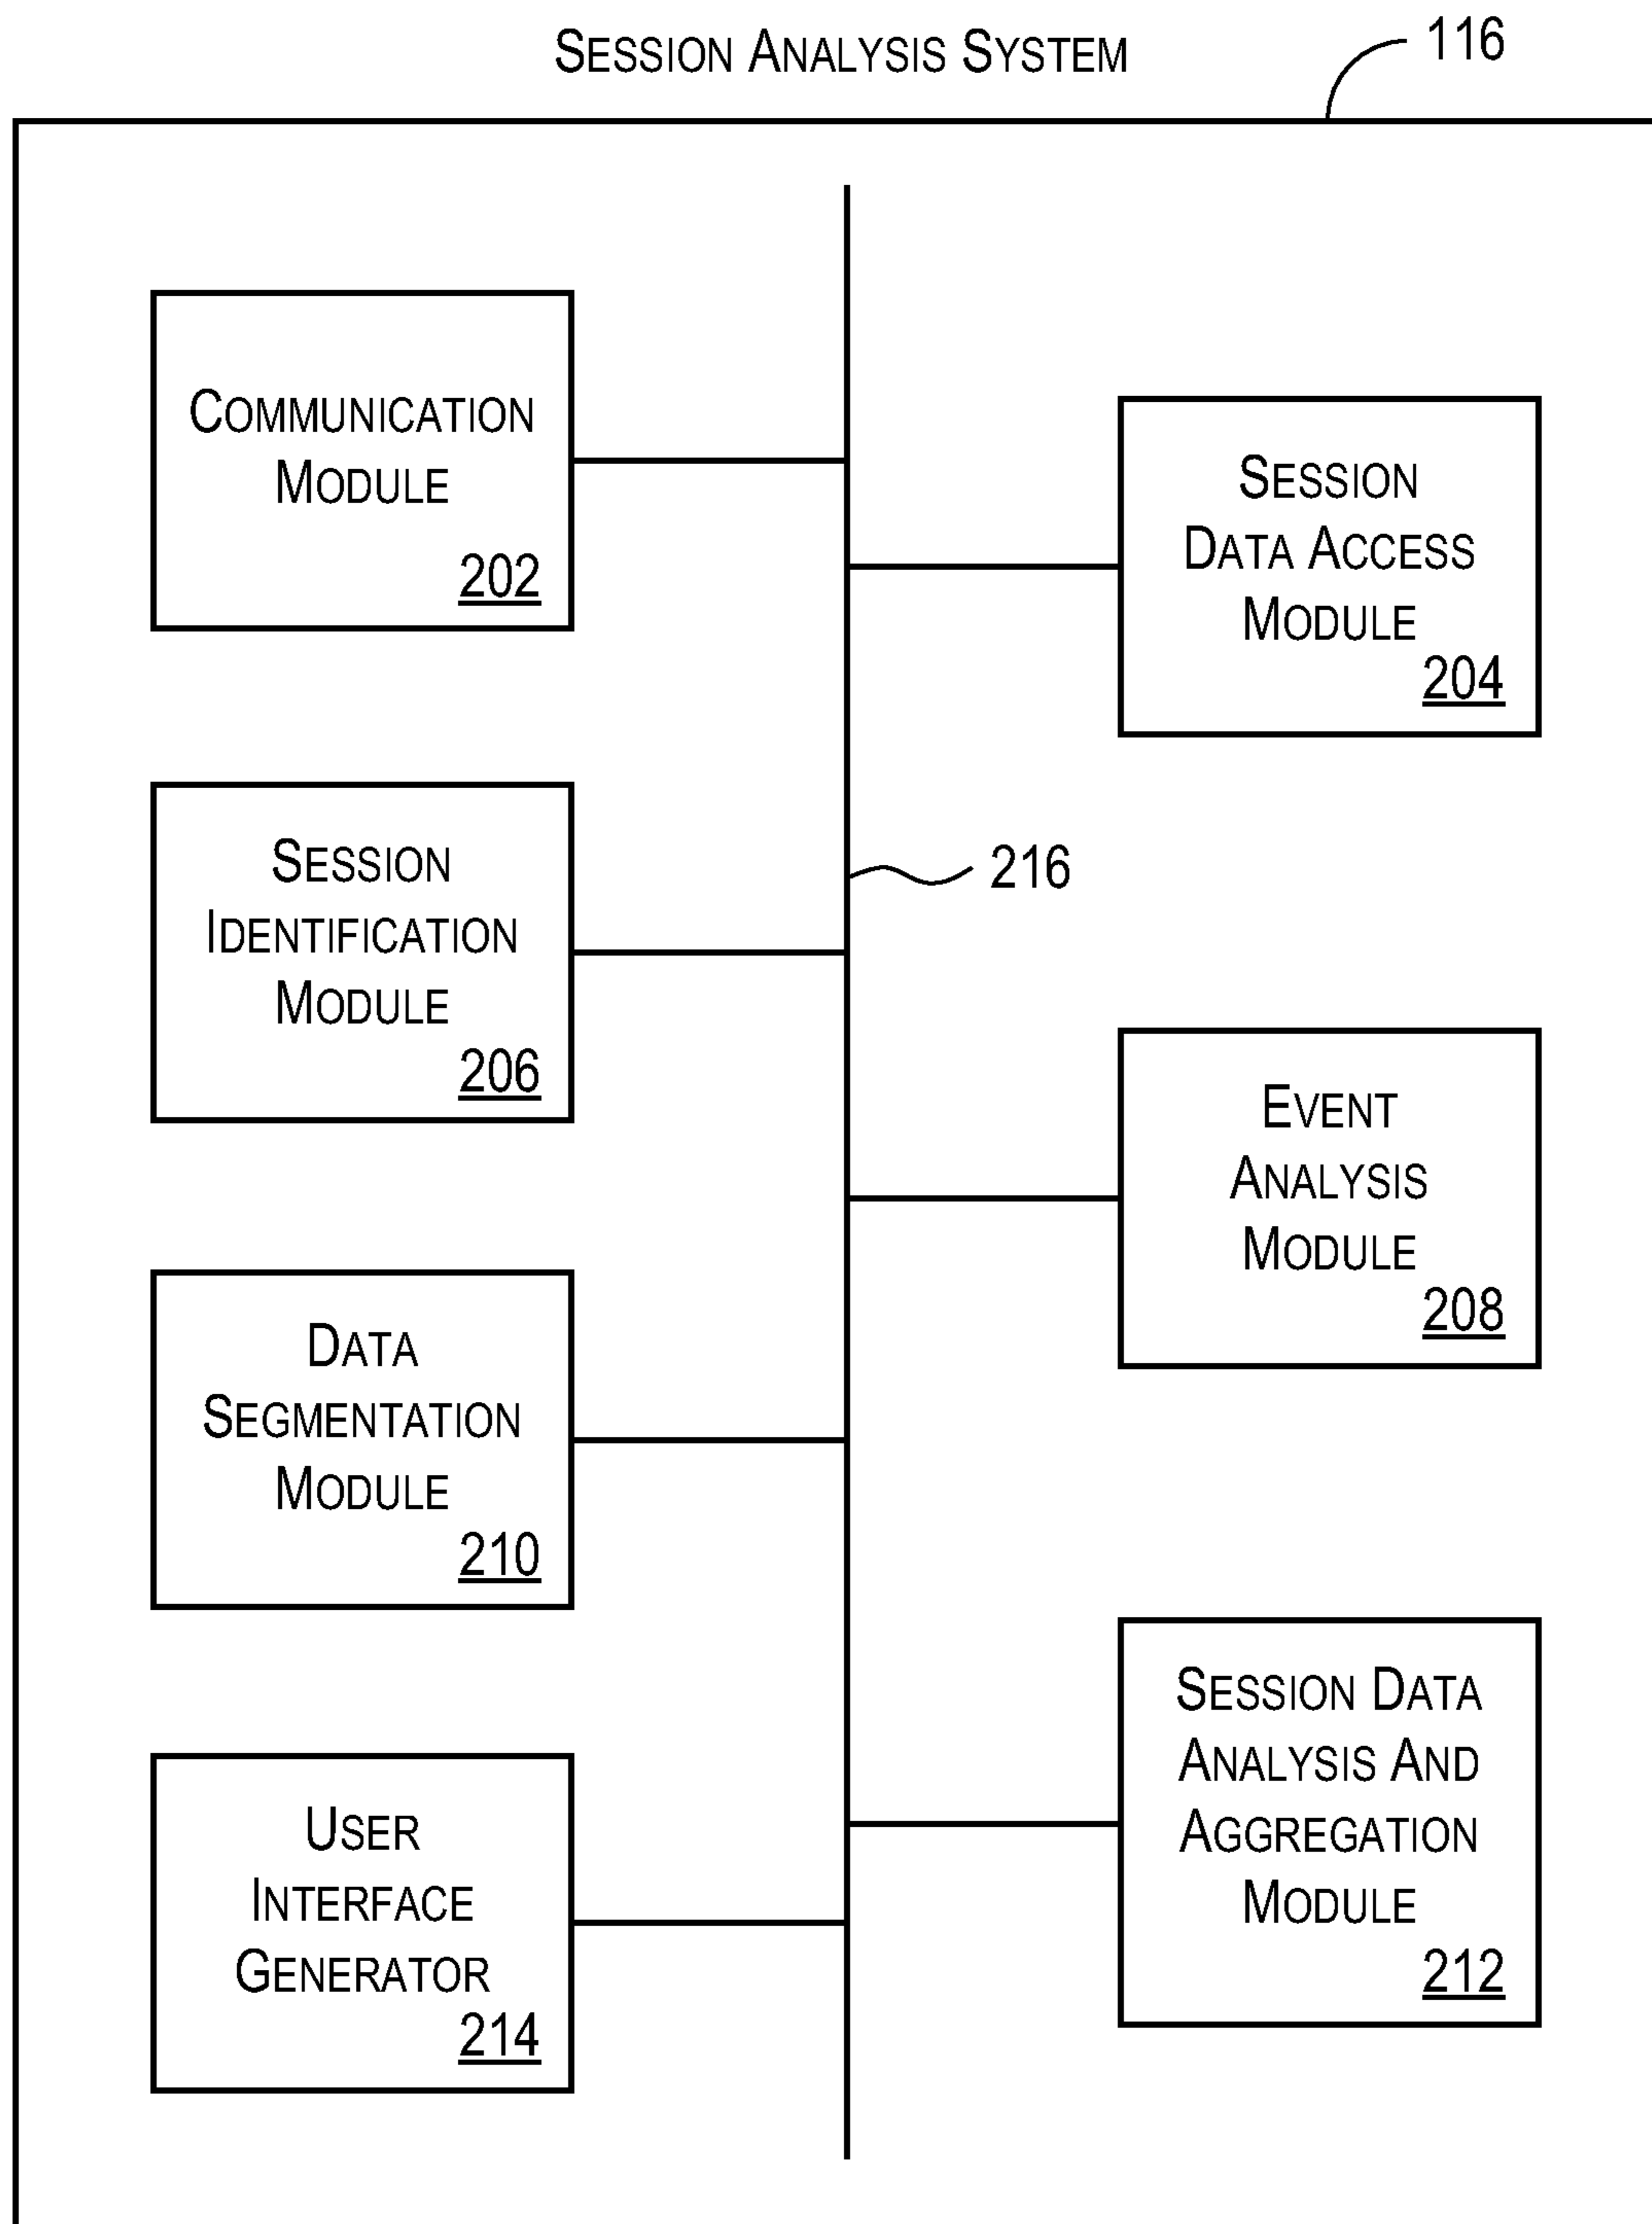 Session Analysis System
116
Communication
Module
202
Session
Data Access
Module
204
Session
Identification
Module
206
216
Event
Analysis
Module
208
Data
Segmentation
Module
210
Session Data
Analysis And
Aggregation
Module
212
User
Interface
Generator
214